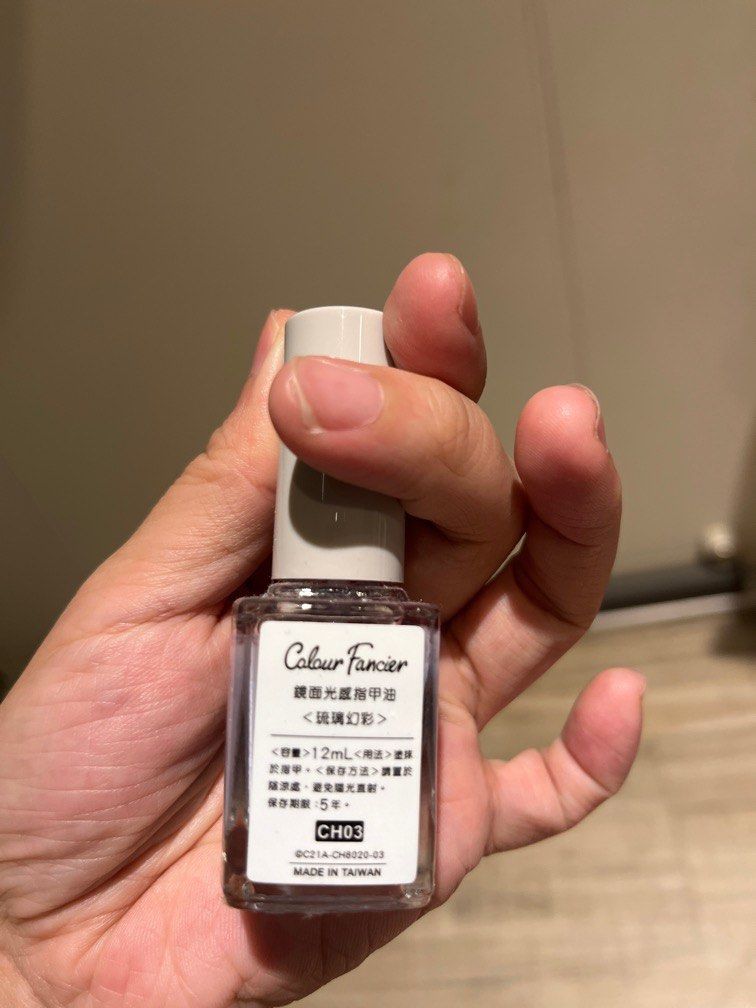 Colour Fancier
鏡面光感指甲油
<琉璃幻彩>
<容量>12mL<用法>塗抹
於指甲。<保存方法>請置於
陰涼處,避免陽光直射。
保存期限:5年。
CH03
©C21A-CH8020-03
MADE IN TAIWAN